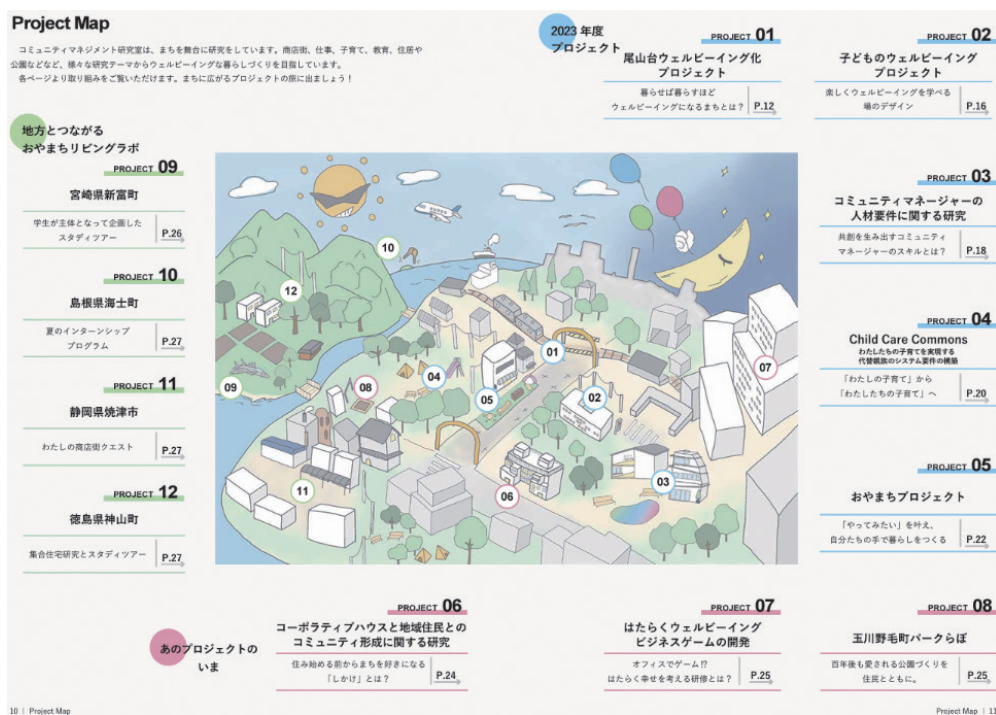 Project Map
コミュニティマネジメント研究室は、まちを舞台に研究をしています。商店街、仕事、子育て、教育、住居や
公園などなど、様々な研究テーマからウェルビーイングな暮らしづくりを目指しています。
各ページより取り組みをご覧いただけます。まちに広がるプロジェクトの旅に出ましょう！
2023 年度
プロジェクト
PROJECT 01
尾山台ウェルビーイング化
プロジェクト
暮らせば暮らすほど
ウェルビーイングになるまちとは？
P.12
PROJECT 02
子どものウェルビーイング
プロジェクト
楽しくウェルビーイングを学べる
場のデザイン
P.16
PROJECT 03
コミュニティマネージャーの
人材要件に関する研究
共創を生み出すコミュニティ
マネージャーのスキルとは？
P.18
PROJECT 04
Child Care Commons
わたしたちの子育てを実現する
代替親族のシステム要件の構築
「わたしの子育て」から
「わたしたちの子育て」へ
P.20
PROJECT 05
おやまちプロジェクト
「やってみたい」を叶え、
自分たちの手で暮らしをつくる
P.22
地方とつながる
おやまちリビングラボ
PROJECT 09
宮崎県新富町
学生が主体となって企画した
スタディツアー
P.26
PROJECT 10
島根県海士町
夏のインターンシップ
プログラム
P.27
PROJECT 11
静岡県焼津市
わたしの商店街クエスト
P.27
PROJECT 12
徳島県神山町
集合住宅研究とスタディツアー
P.27
10
12
01
04
07
09
08
05
02
03
11
06
あのプロジェクトの
いま
PROJECT 06
コーポラティブハウスと地域住民との
コミュニティ形成に関する研究
住み始める前からまちを好きになる
「しかけ」とは？
P.24
PROJECT 07
はたらくウェルビーイング
ビジネスゲームの開発
オフィスでゲーム!?
はたらく幸せを考える研修とは？
P.25
PROJECT 08
玉川野毛町パークらぼ
百年後も愛される公園づくりを
住民とともに。
P.25
10 | Project Map
Project Map | 11